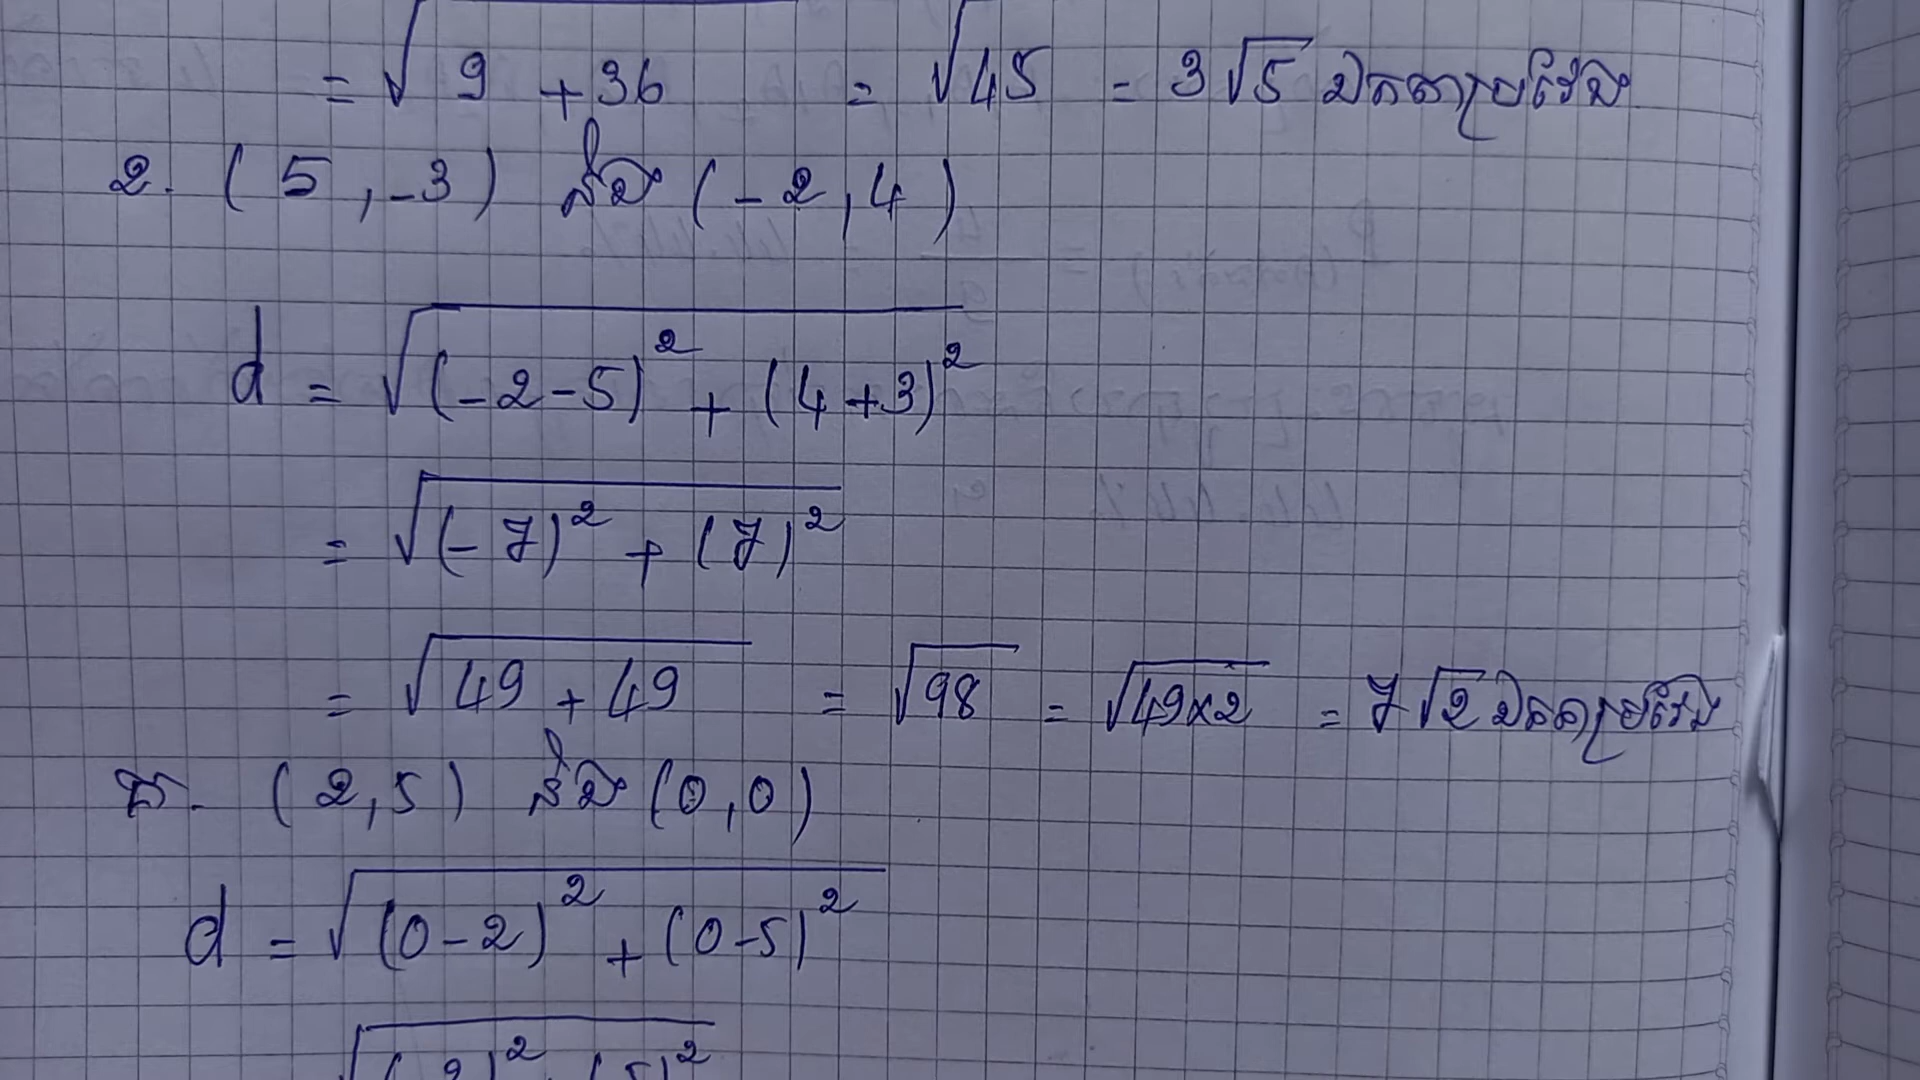 = √9 + 36 = √45 = 3√5 ឯកតាប្រវែង
2. (5, -3) និង (-2, 4)
d = √(-2-5)² + (4+3)²
= √(-7)² + (7)²
= √49 + 49 = √98 = √49×2 = 7√2 ឯកតាប្រវែង
ជ. (2, 5) និង (0, 0)
d = √(0-2)² + (0-5)²